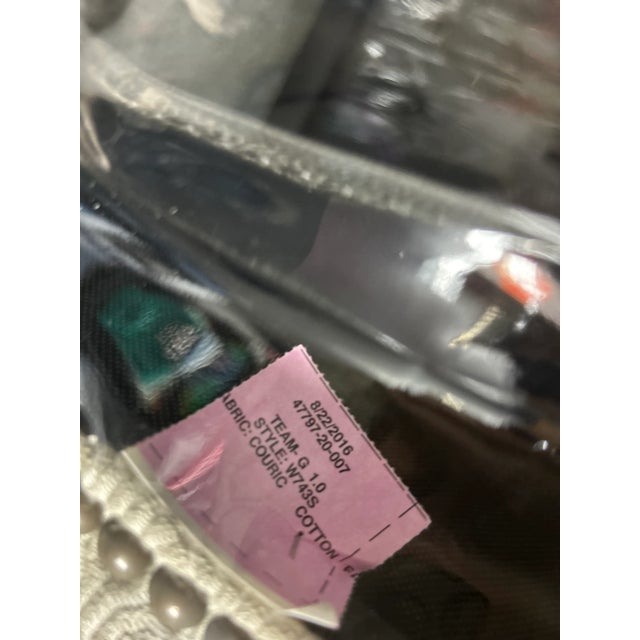 8/22/2016
47797-20-007
TEAM- G 1.0
STYLE: W743S
ABRIC: COURIC COTTON